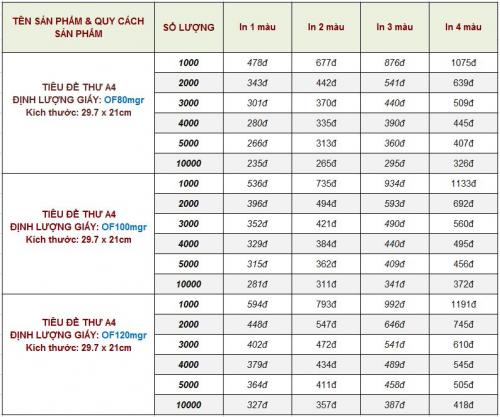 TÊN SẢN PHẨM & QUY CÁCH SẢN PHẨM SỐ LƯỢNG In 1 màu In 2 màu In 3 màu In 4 màu
TIÊU ĐỀ THƯ A4
ĐỊNH LƯỢNG GIẤY: OF80mgr
Kích thước: 29.7 x 21cm
1000 478đ 677đ 876đ 1075đ
2000 343đ 442đ 541đ 639đ
3000 301đ 370đ 440đ 509đ
4000 280đ 335đ 390đ 445đ
5000 266đ 313đ 360đ 407đ
10000 235đ 265đ 295đ 326đ
TIÊU ĐỀ THƯ A4
ĐỊNH LƯỢNG GIẤY: OF100mgr
Kích thước: 29.7 x 21cm
1000 536đ 735đ 934đ 1133đ
2000 396đ 494đ 593đ 692đ
3000 352đ 421đ 490đ 560đ
4000 329đ 384đ 440đ 495đ
5000 315đ 362đ 409đ 456đ
10000 281đ 311đ 341đ 372đ
TIÊU ĐỀ THƯ A4
ĐỊNH LƯỢNG GIẤY: OF120mgr
Kích thước: 29.7 x 21cm
1000 594đ 793đ 992đ 1191đ
2000 448đ 547đ 646đ 745đ
3000 402đ 472đ 541đ 610đ
4000 379đ 434đ 489đ 545đ
5000 364đ 411đ 458đ 505đ
10000 327đ 357đ 387đ 418đ